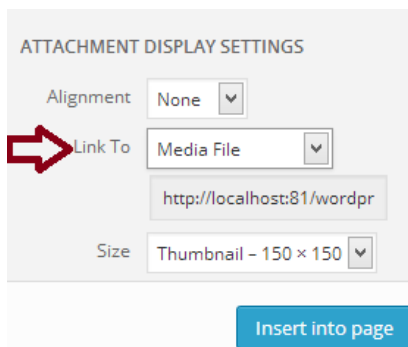 ATTACHMENT DISPLAY SETTINGS
Alignment None
Link To Media File
http://localhost:81/wordpr
Size Thumbnail – 150 × 150
Insert into page